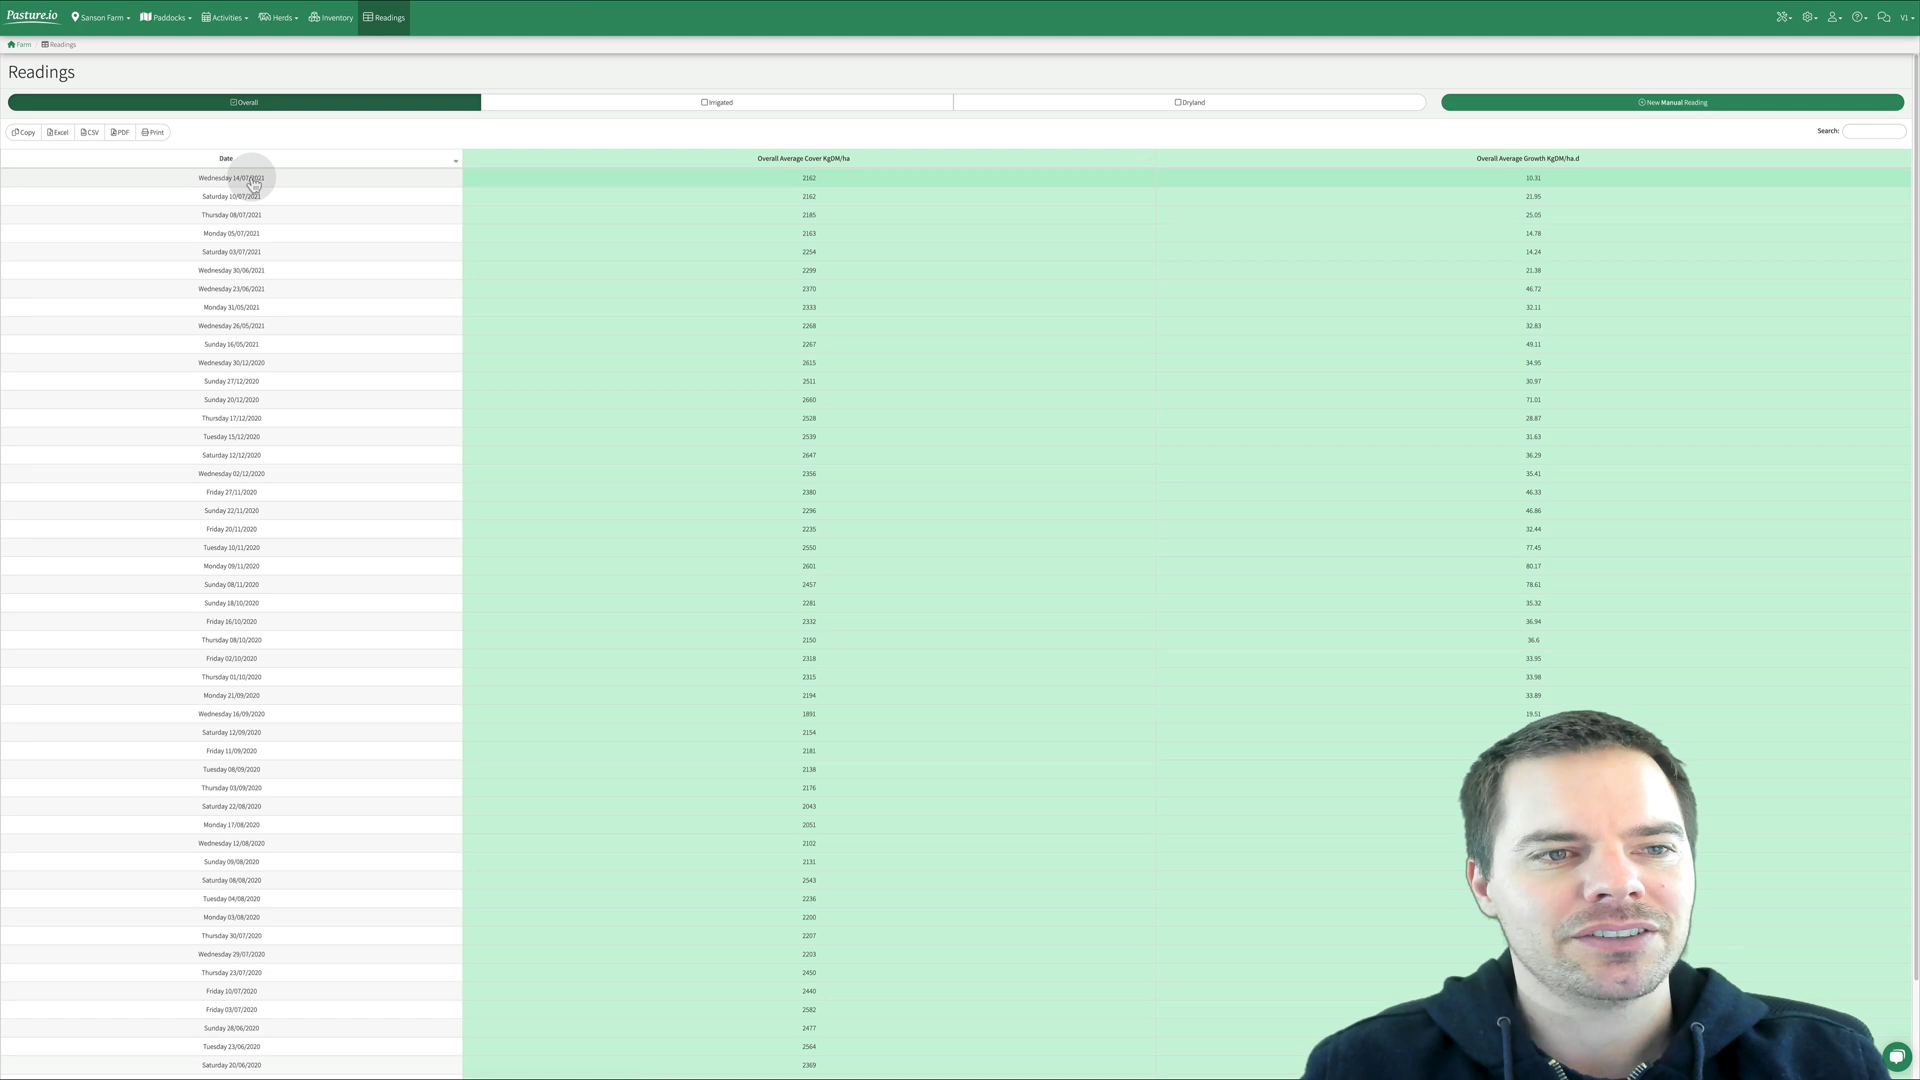 Pasture.io Sanson Farm Paddocks Activities Herds Inventory Readings V1
Farm / Readings
Readings
Overall Irrigated Dryland New Manual Reading
Copy Excel CSV PDF Print Search:
Date Overall Average Cover KgDM/ha Overall Average Growth KgDM/ha.d
Wednesday 14/07/2021 2162 10.31
Saturday 10/07/2021 2162 21.95
Thursday 08/07/2021 2185 25.05
Monday 05/07/2021 2163 14.78
Saturday 03/07/2021 2254 14.24
Wednesday 30/06/2021 2299 21.38
Wednesday 23/06/2021 2370 46.72
Monday 31/05/2021 2333 32.11
Wednesday 26/05/2021 2268 32.83
Sunday 16/05/2021 2267 49.11
Wednesday 30/12/2020 2615 34.95
Sunday 27/12/2020 2511 30.97
Sunday 20/12/2020 2660 71.01
Thursday 17/12/2020 2528 28.87
Tuesday 15/12/2020 2539 31.63
Saturday 12/12/2020 2647 36.29
Wednesday 02/12/2020 2356 35.41
Friday 27/11/2020 2380 46.33
Sunday 22/11/2020 2296 46.86
Friday 20/11/2020 2235 32.44
Tuesday 10/11/2020 2550 77.45
Monday 09/11/2020 2601 80.17
Sunday 08/11/2020 2457 78.61
Sunday 18/10/2020 2281 35.32
Friday 16/10/2020 2332 36.94
Thursday 08/10/2020 2150 36.6
Friday 02/10/2020 2318 33.95
Thursday 01/10/2020 2315 33.98
Monday 21/09/2020 2194 33.89
Wednesday 16/09/2020 1891 19.51
Saturday 12/09/2020 2154
Friday 11/09/2020 2181
Tuesday 08/09/2020 2138
Thursday 03/09/2020 2176
Saturday 22/08/2020 2043
Monday 17/08/2020 2051
Wednesday 12/08/2020 2102
Sunday 09/08/2020 2131
Saturday 08/08/2020 2543
Tuesday 04/08/2020 2236
Monday 03/08/2020 2200
Thursday 30/07/2020 2207
Wednesday 29/07/2020 2203
Thursday 23/07/2020 2450
Friday 10/07/2020 2440
Friday 03/07/2020 2582
Sunday 28/06/2020 2477
Tuesday 23/06/2020 2564
Saturday 20/06/2020 2369